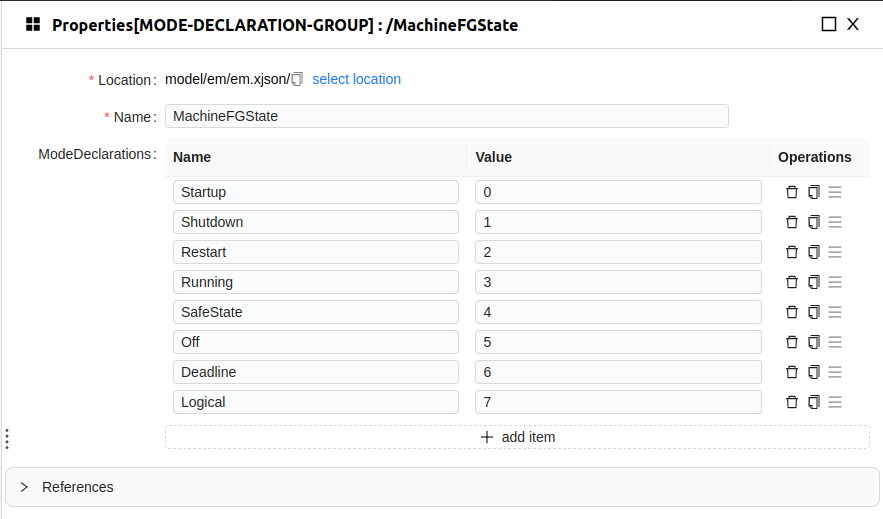 Properties[MODE-DECLARATION-GROUP] : /MachineFGState
* Location : model/em/em.xjson/ select location
* Name : MachineFGState
ModeDeclarations : Name Value Operations
Startup 0
Shutdown 1
Restart 2
Running 3
SafeState 4
Off 5
Deadline 6
Logical 7
+ add item
> References